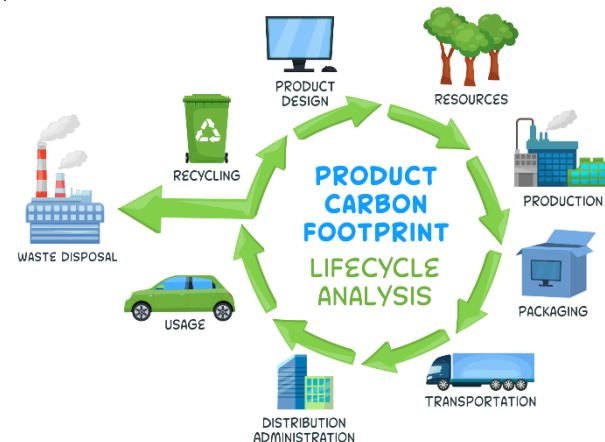 PRODUCT
DESIGN
RESOURCES
RECYCLING
PRODUCT
CARBON
FOOTPRINT
LIFECYCLE
ANALYSIS
PRODUCTION
WASTE DISPOSAL
PACKAGING
USAGE
TRANSPORTATION
DISTRIBUTION
ADMINISTRATION